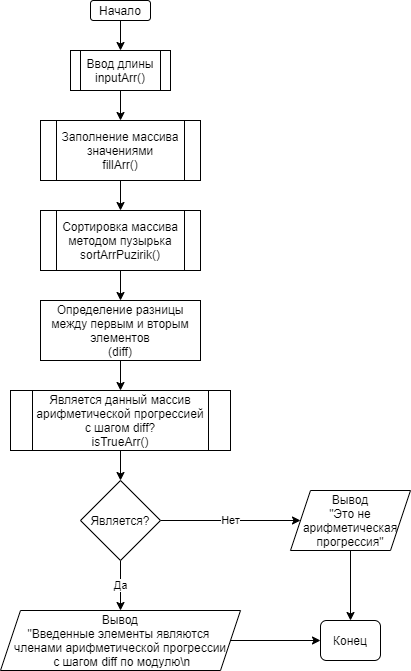 Начало
Ввод длины
inputArr()
Заполнение массива
значениями
fillArr()
Сортировка массива
методом пузырька
sortArrPuzirik()
Определение разницы
между первым и вторым
элементов
(diff)
Является данный массив
арифметической прогрессией
с шагом diff?
isTrueArr()
Является?
Нет
Вывод
"Это не
арифметическая
прогрессия"
Да
Вывод
"Введенные элементы являются
членами арифметической прогрессии
с шагом diff по модулю\n
Конец